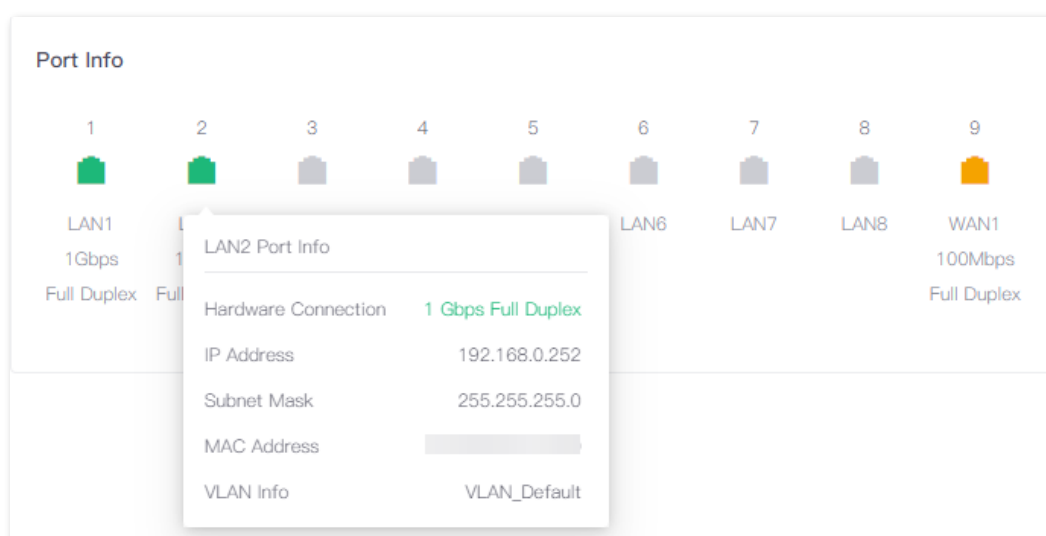 Port Info
1 2 3 4 5 6 7 8 9
LAN1 LAN6 LAN7 LAN8 WAN1
1Gbps 100Mbps
Full Duplex Full Full Duplex
LAN2 Port Info
Hardware Connection 1 Gbps Full Duplex
IP Address 192.168.0.252
Subnet Mask 255.255.255.0
MAC Address
VLAN Info VLAN_Default